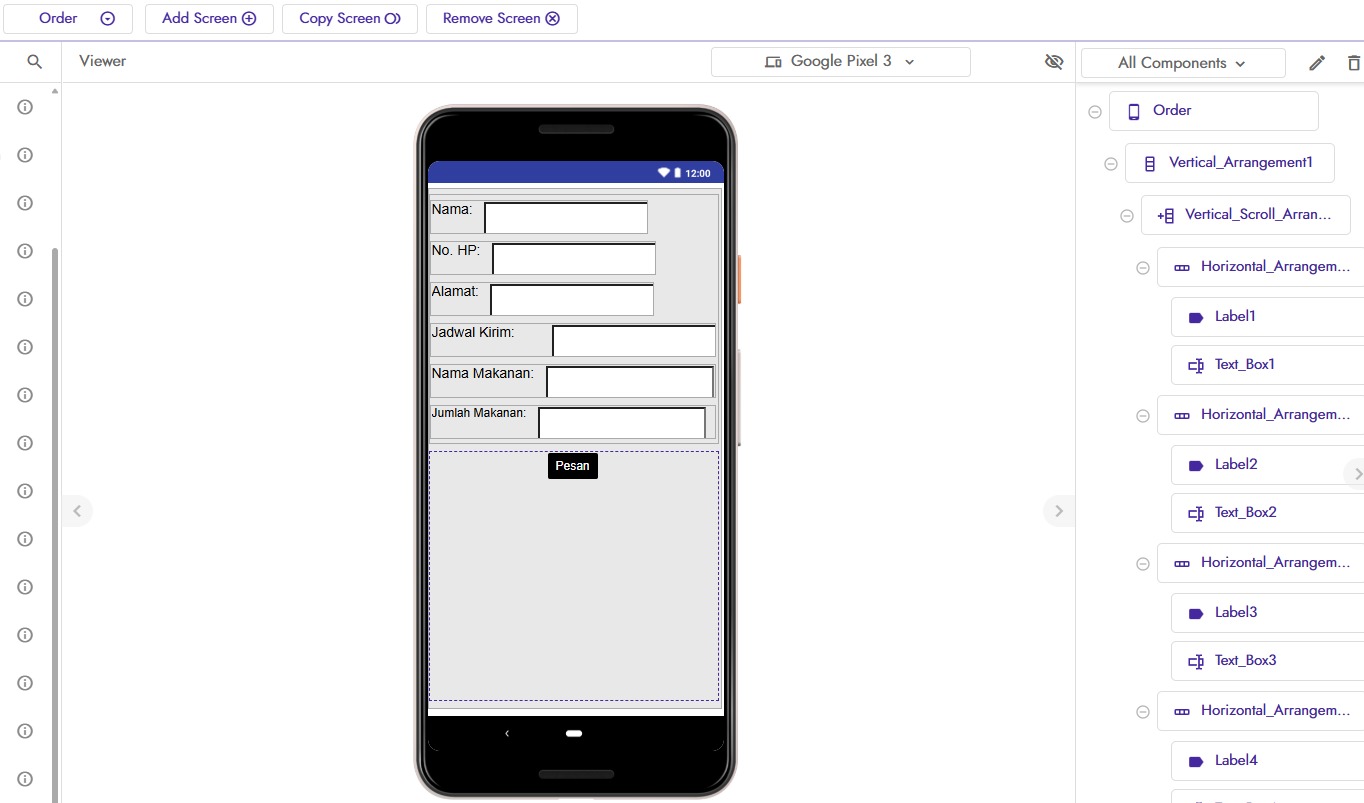 Order
Add Screen
Copy Screen
Remove Screen
Viewer
Google Pixel 3
All Components
12:00
Nama:
No. HP:
Alamat:
Jadwal Kirim:
Nama Makanan:
Jumlah Makanan:
Pesan
Order
Vertical_Arrangement1
Vertical_Scroll_Arran...
Horizontal_Arrangem...
Label1
Text_Box1
Horizontal_Arrangem...
Label2
Text_Box2
Horizontal_Arrangem...
Label3
Text_Box3
Horizontal_Arrangem...
Label4